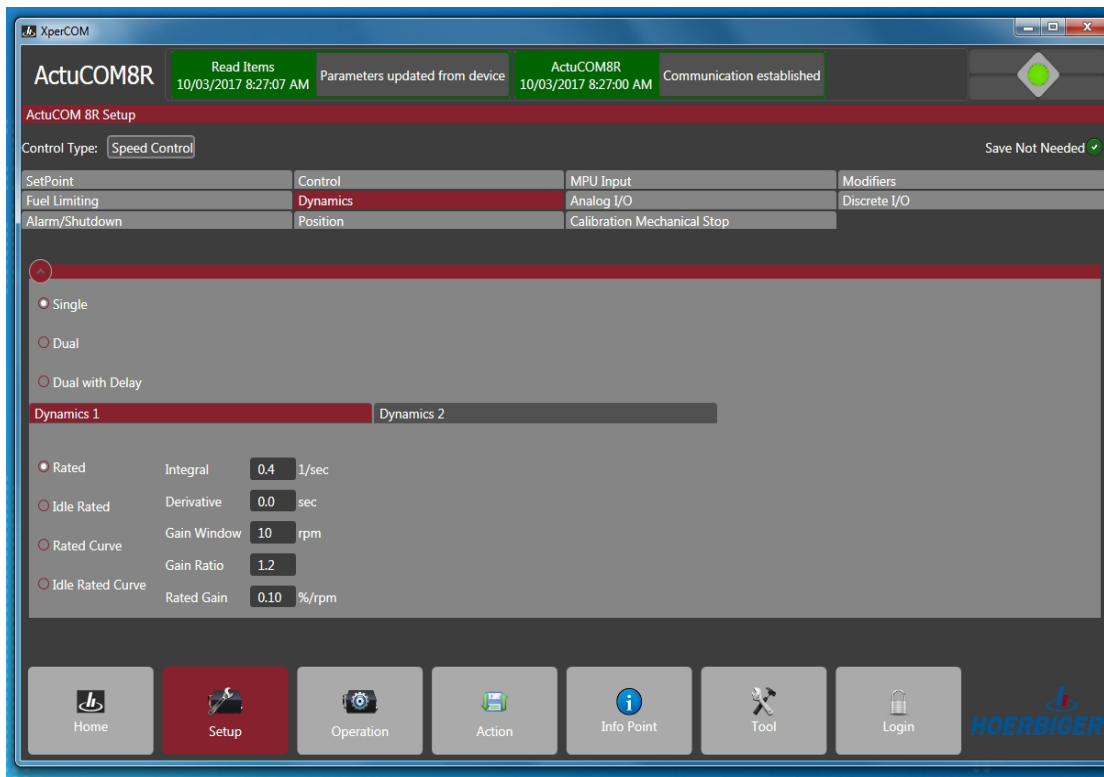 XperCOM
ActuCOM8R
Read Items
10/03/2017 8:27:07 AM
Parameters updated from device
ActuCOM8R
10/03/2017 8:27:00 AM
Communication established
ActuCOM 8R Setup
Control Type: Speed Control
Save Not Needed
SetPoint Control MPU Input Modifiers
Fuel Limiting Dynamics Analog I/O Discrete I/O
Alarm/Shutdown Position Calibration Mechanical Stop
Single
Dual
Dual with Delay
Dynamics 1 Dynamics 2
Rated
Idle Rated
Rated Curve
Idle Rated Curve
Integral 0.4 1/sec
Derivative 0.0 sec
Gain Window 10 rpm
Gain Ratio 1.2
Rated Gain 0.10 %/rpm
Home Setup Operation Action Info Point Tool Login
HOERBIGER